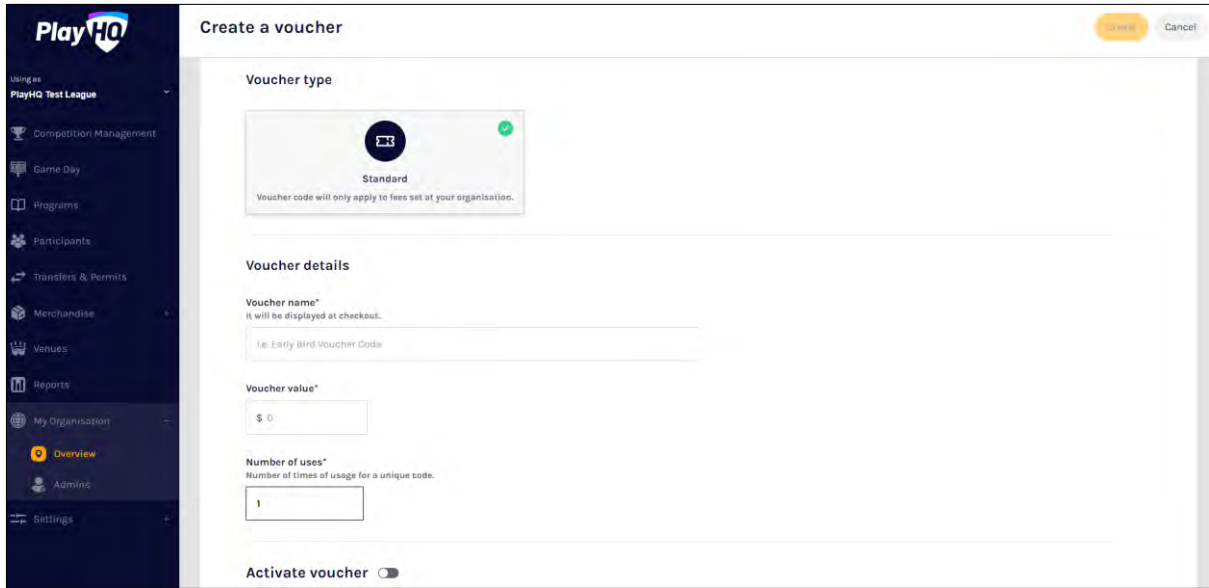 PlayHQ
Create a voucher
Create
Cancel
Using as
PlayHQ Test League
Competition Management
Game Day
Programs
Participants
Transfers & Permits
Merchandise +
Venues
Reports
My Organisation -
Overview
Admins
Settings +
Voucher type
Standard
Voucher code will only apply to fees set at your organisation.
Voucher details
Voucher name*
It will be displayed at checkout.
i.e. Early Bird Voucher Code
Voucher value*
$ 0
Number of uses*
Number of times of usage for a unique code.
1
Activate voucher